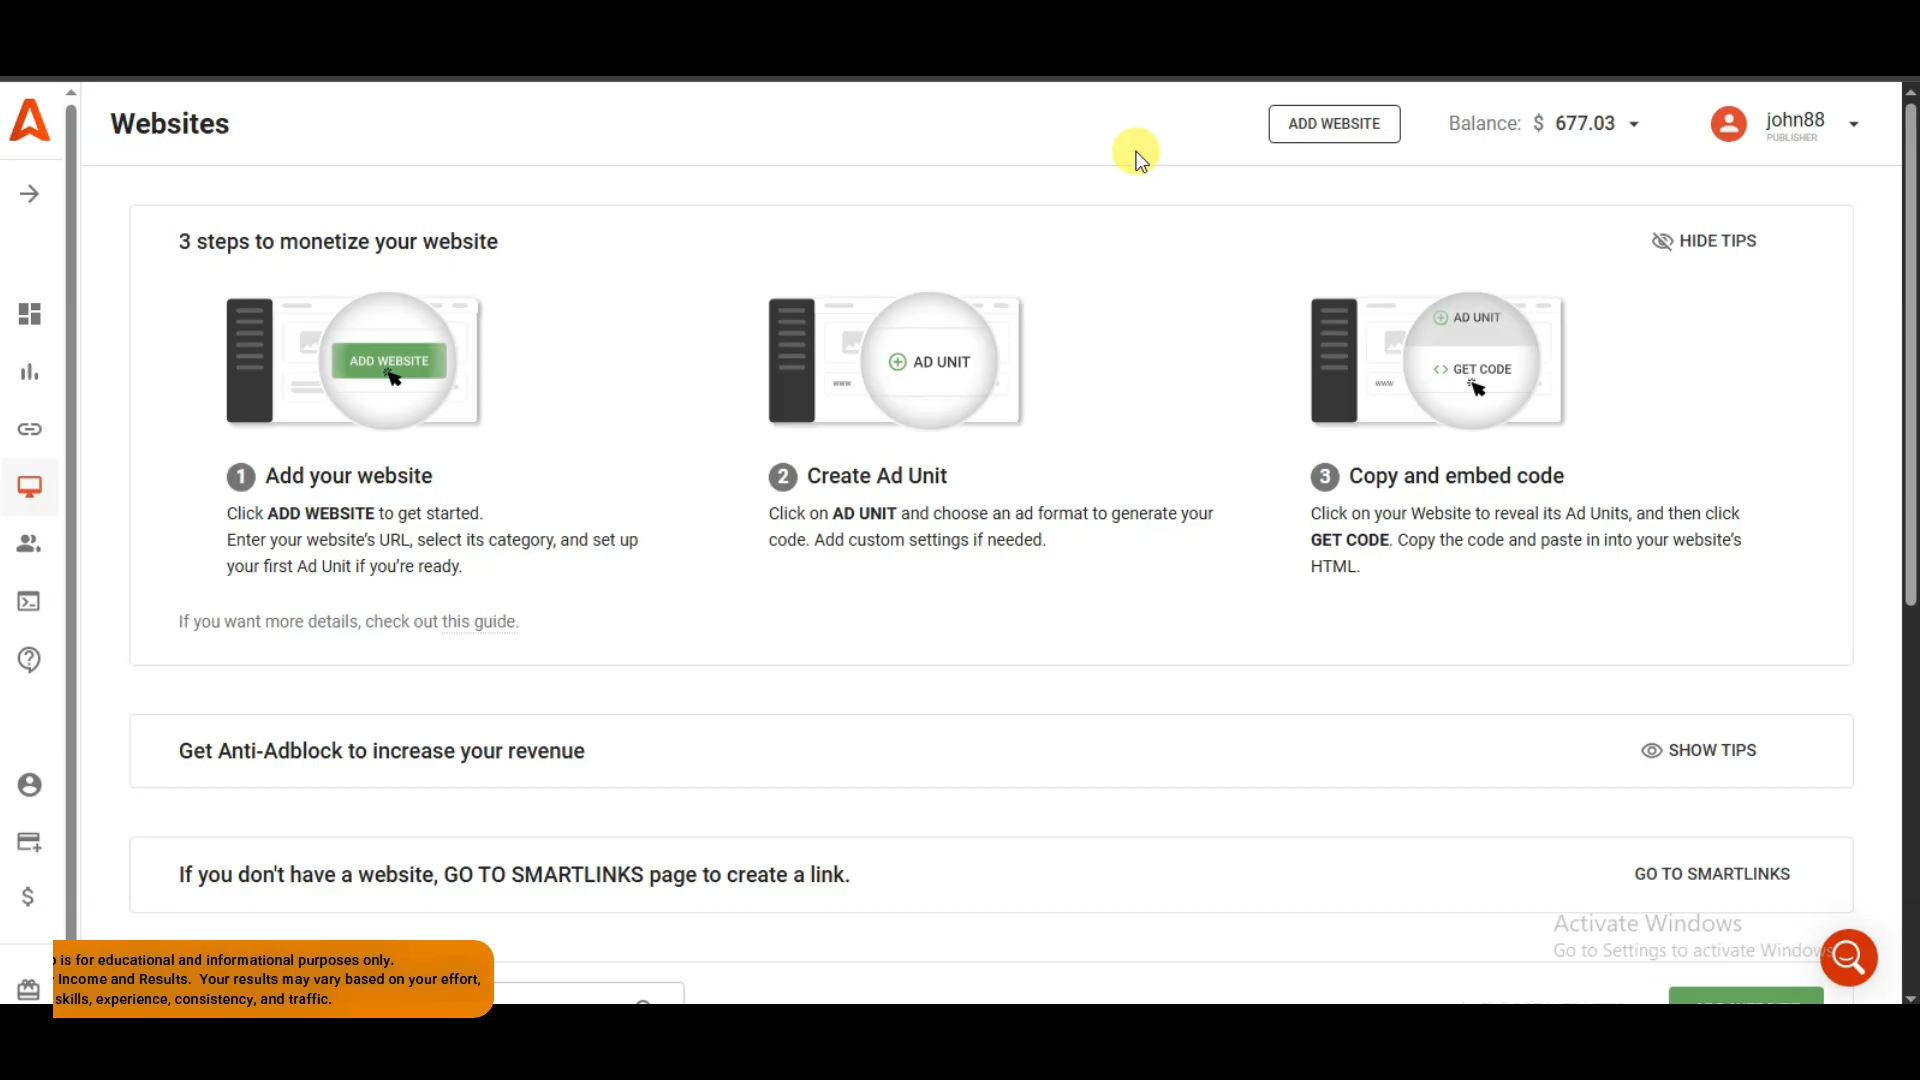 Websites
ADD WEBSITE
Balance: $ 677.03
john88
PUBLISHER
3 steps to monetize your website
HIDE TIPS
ADD WEBSITE
www
AD UNIT
www
AD UNIT
<> GET CODE
1 Add your website
Click ADD WEBSITE to get started.
Enter your website's URL, select its category, and set up
your first Ad Unit if you're ready.
2 Create Ad Unit
Click on AD UNIT and choose an ad format to generate your
code. Add custom settings if needed.
3 Copy and embed code
Click on your Website to reveal its Ad Units, and then click
GET CODE. Copy the code and paste in into your website's
HTML.
If you want more details, check out this guide.
Get Anti-Adblock to increase your revenue
SHOW TIPS
If you don't have a website, GO TO SMARTLINKS page to create a link.
GO TO SMARTLINKS
Activate Windows
Go to Settings to activate Windows
is for educational and informational purposes only.
Income and Results. Your results may vary based on your effort,
skills, experience, consistency, and traffic.